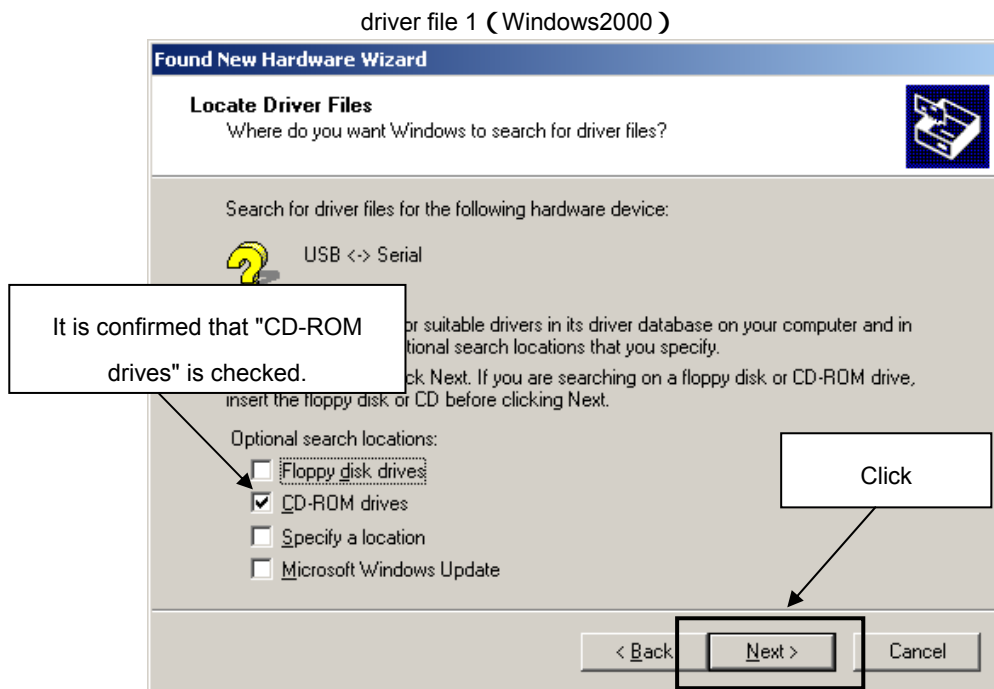 driver file 1（Windows2000）
Found New Hardware Wizard
Locate Driver Files
Where do you want Windows to search for driver files?
Search for driver files for the following hardware device:
USB <-> Serial
It is confirmed that "CD-ROM
drives" is checked.
or suitable drivers in its driver database on your computer and in
tional search locations that you specify.
ck Next. If you are searching on a floppy disk or CD-ROM drive,
insert the floppy disk or CD before clicking Next.
Optional search locations:
Floppy disk drives
CD-ROM drives
Specify a location
Microsoft Windows Update
Click
< Back
Next >
Cancel